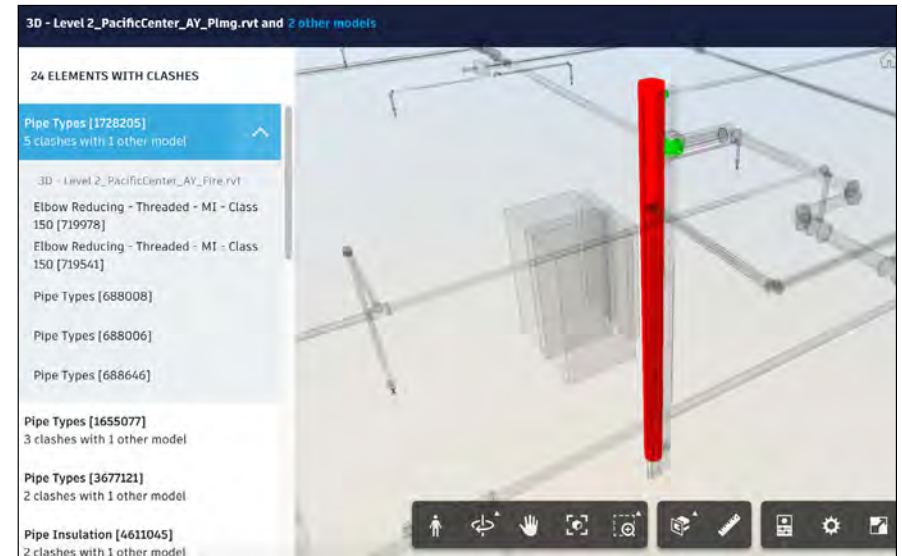 3D - Level 2_PacificCenter_AY_Plmg.rvt and 2 other models
24 ELEMENTS WITH CLASHES
Pipe Types [1728205]
5 clashes with 1 other model
3D - Level 2_PacificCenter_AY_Fire.rvt
Elbow Reducing - Threaded - MI - Class
150 [719978]
Elbow Reducing - Threaded - MI - Class
150 [719541]
Pipe Types [688008]
Pipe Types [688006]
Pipe Types [688646]
Pipe Types [1655077]
3 clashes with 1 other model
Pipe Types [3677121]
2 clashes with 1 other model
Pipe Insulation [4611045]
2 clashes with 1 other model